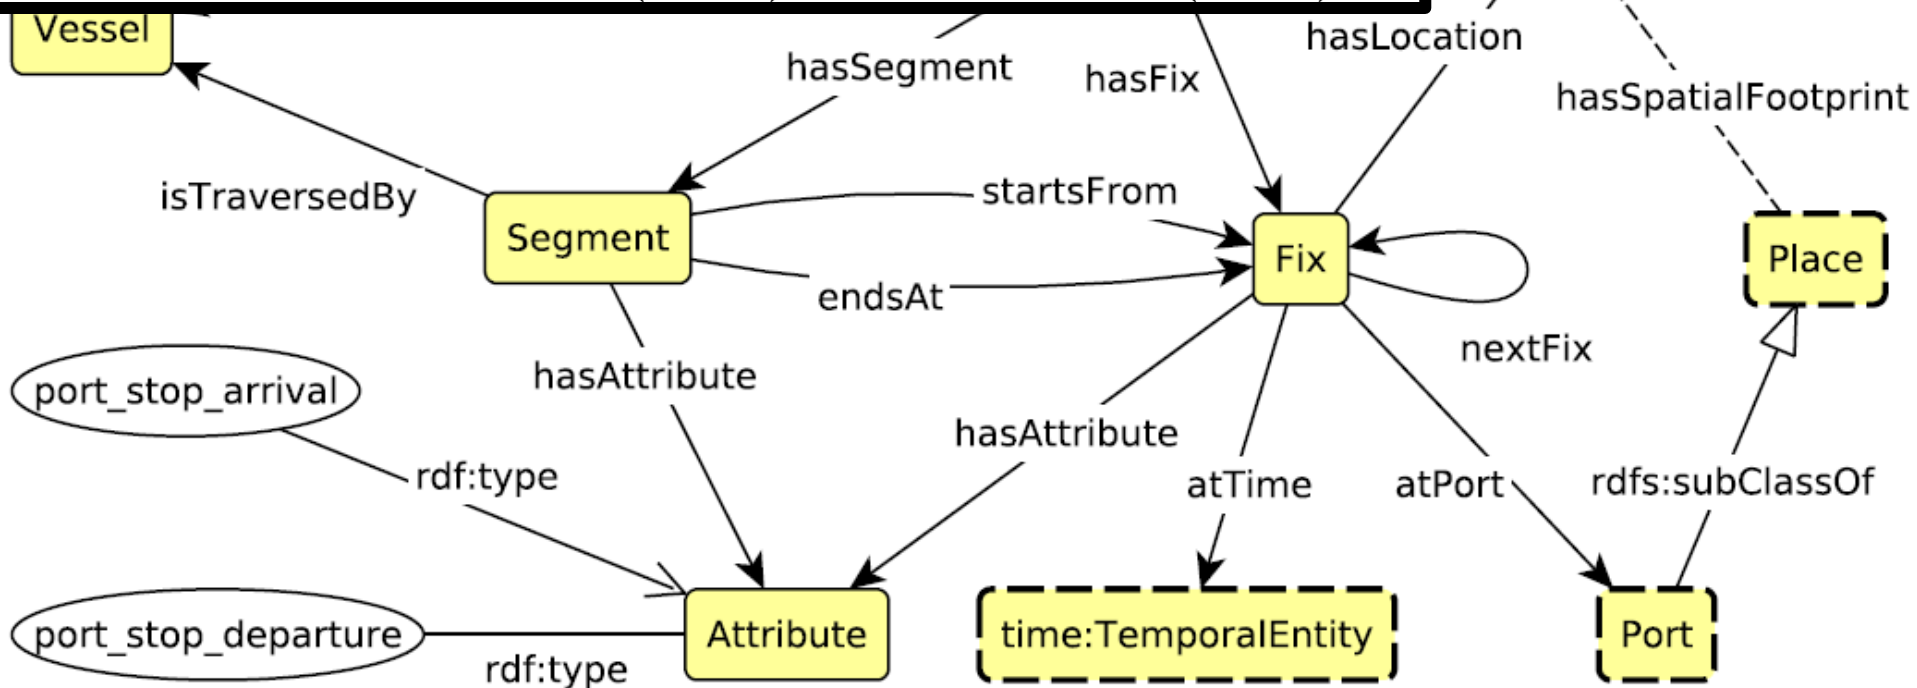 Vessel
hasLocation
hasSegment
hasFix
hasSpatialFootprint
isTraversedBy
startsFrom
Segment
Fix
Place
endsAt
nextFix
port_stop_arrival
hasAttribute
hasAttribute
rdf:type
atTime
atPort
rdfs:subClassOf
port_stop_departure
Attribute
time:TemporalEntity
Port
rdf:type